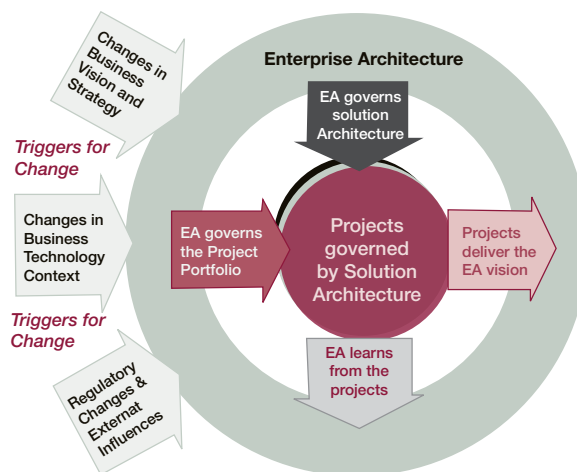 Changes in
Business
Vision and
Strategy
Enterprise Architecture
EA governs
solution
Architecture
Triggers for
Change
Changes in
Business
Technology
Context
EA governs
the Project
Portfolio
Projects
governed
by Solution
Architecture
Projects
deliver the
EA vision
Triggers for
Change
EA learns
from the
projects
Regulatory
Changes &
Externat
Influences